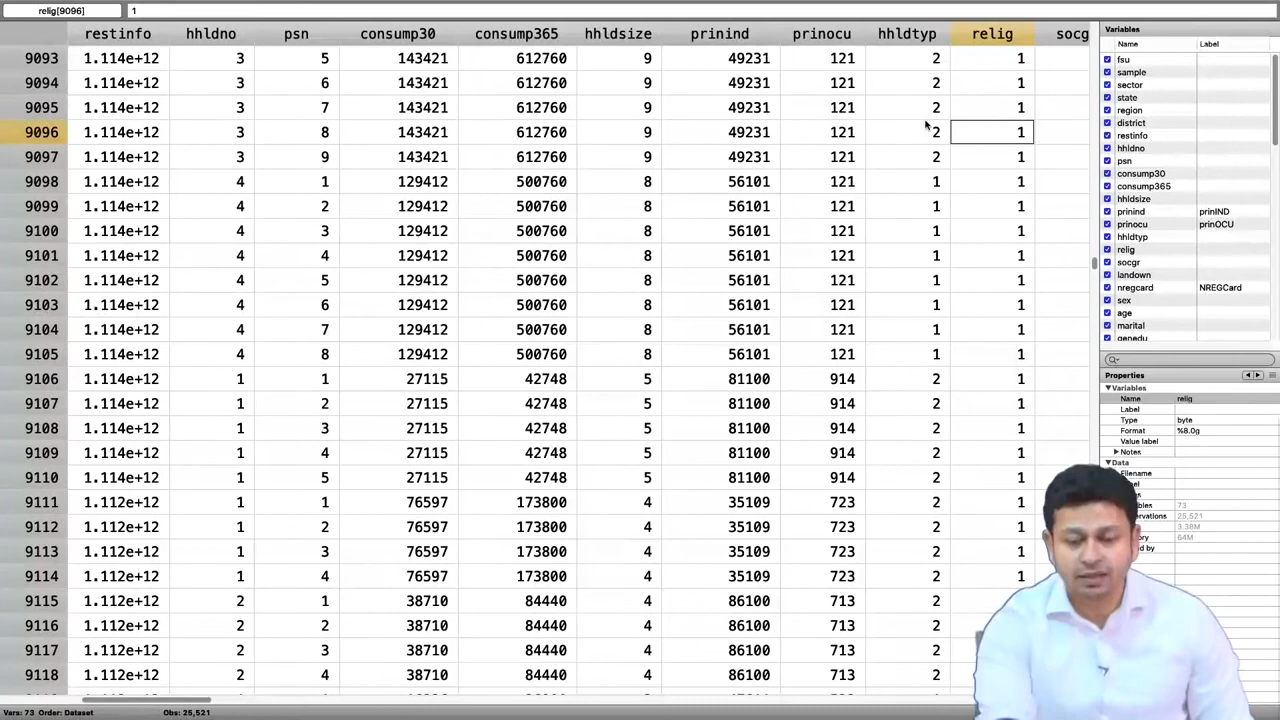 relig[9096] 1
restinfo hhldno psn consump30 consump365 hhldsize prinind prinocu hhldtyp relig socg
9093 1.114e+12 3 5 143421 612760 9 49231 121 2 1
9094 1.114e+12 3 6 143421 612760 9 49231 121 2 1
9095 1.114e+12 3 7 143421 612760 9 49231 121 2 1
9096 1.114e+12 3 8 143421 612760 9 49231 121 2 1
9097 1.114e+12 3 9 143421 612760 9 49231 121 2 1
9098 1.114e+12 4 1 129412 500760 8 56101 121 1 1
9099 1.114e+12 4 2 129412 500760 8 56101 121 1 1
9100 1.114e+12 4 3 129412 500760 8 56101 121 1 1
9101 1.114e+12 4 4 129412 500760 8 56101 121 1 1
9102 1.114e+12 4 5 129412 500760 8 56101 121 1 1
9103 1.114e+12 4 6 129412 500760 8 56101 121 1 1
9104 1.114e+12 4 7 129412 500760 8 56101 121 1 1
9105 1.114e+12 4 8 129412 500760 8 56101 121 1 1
9106 1.114e+12 1 1 27115 42748 5 81100 914 2 1
9107 1.114e+12 1 2 27115 42748 5 81100 914 2 1
9108 1.114e+12 1 3 27115 42748 5 81100 914 2 1
9109 1.114e+12 1 4 27115 42748 5 81100 914 2 1
9110 1.114e+12 1 5 27115 42748 5 81100 914 2 1
9111 1.112e+12 1 1 76597 173800 4 35109 723 2 1
9112 1.112e+12 1 2 76597 173800 4 35109 723 2 1
9113 1.112e+12 1 3 76597 173800 4 35109 723 2 1
9114 1.112e+12 1 4 76597 173800 4 35109 723 2 1
9115 1.112e+12 2 1 38710 84440 4 86100 713 2
9116 1.112e+12 2 2 38710 84440 4 86100 713 2
9117 1.112e+12 2 3 38710 84440 4 86100 713 2
9118 1.112e+12 2 4 38710 84440 4 86100 713 2
Vars: 73 Order: Dataset Obs: 25,521
Variables
Name Label
fsu
sample
sector
state
region
district
restinfo
hhldno
psn
consump30
consump365
hhldsize
prinind prinIND
prinocu prinOCU
hhldtyp
relig
socgr
landown
nregcard NREGCard
sex
age
marital
genedu
Properties
Variables
Name relig
Label
Type byte
Format %8.0g
Value label
Notes
Data
Filename
73
25,521
3.38M
64M